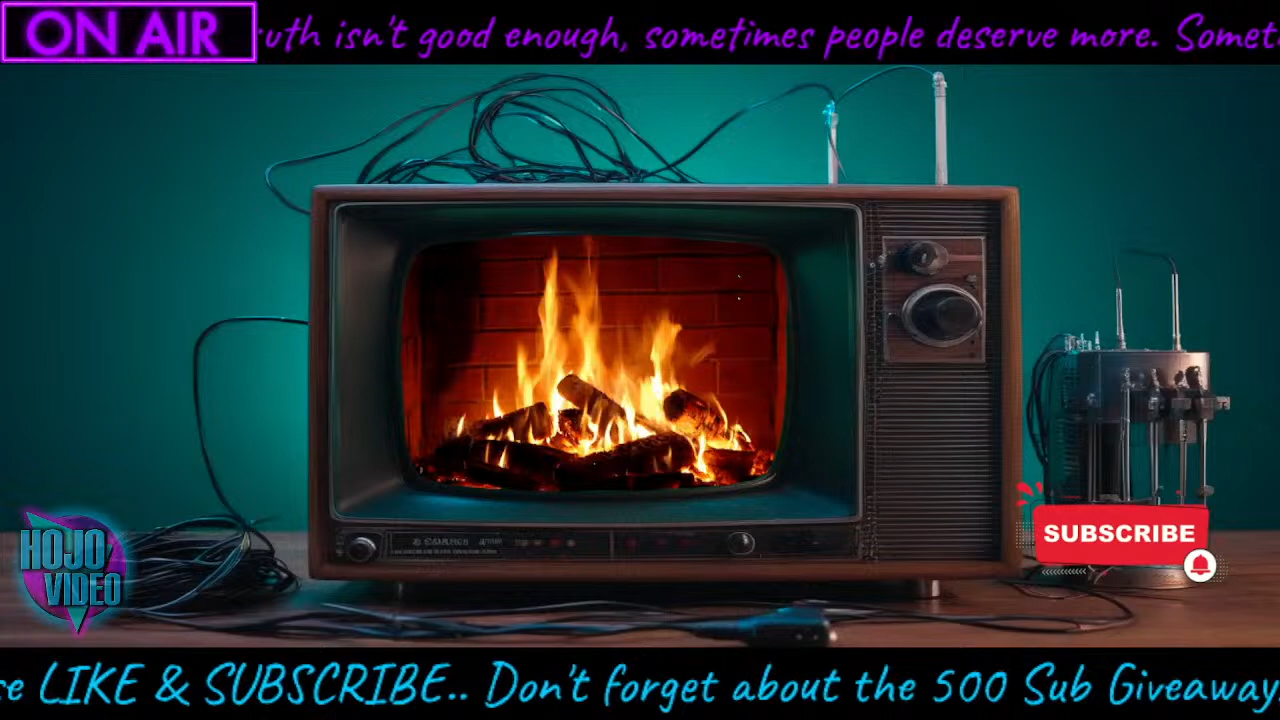 ON AIR
uth isn't good enough, sometimes people deserve more. Somet
SUBSCRIBE
HOJO
VIDEO
se LIKE & SUBSCRIBE.. Don't forget about the 500 Sub Giveaway